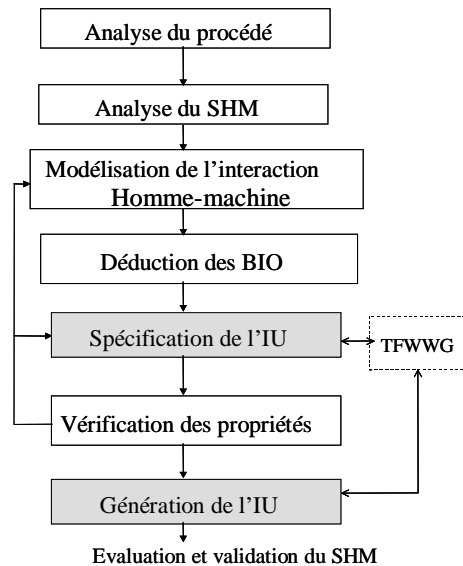 Analyse du procédé
Analyse du SHM
Modélisation de l'interaction
Homme-machine
Déduction des BIO
Spécification de l'IU
TFWWG
Vérification des propriétés
Génération de l'IU
Evaluation et validation du SHM